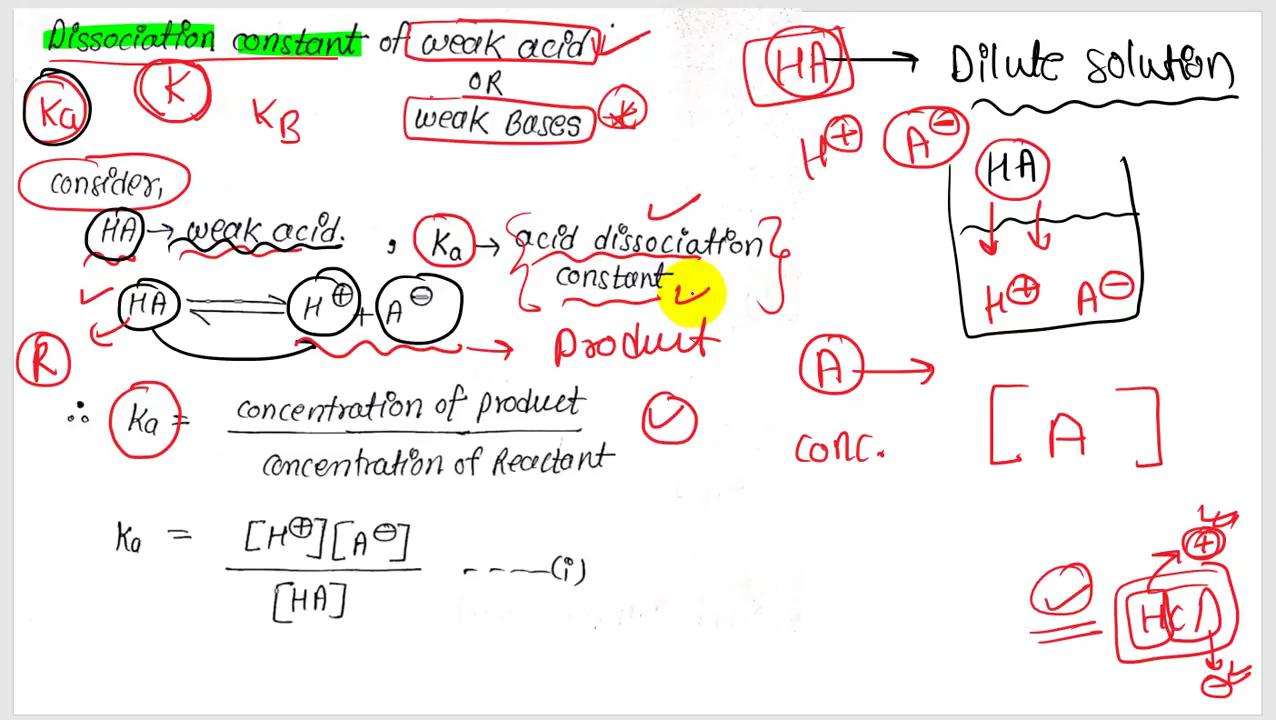 Dissociation constant of weak acid
OR
weak Bases
Ka K KB
consider,
HA → weak acid. , Ka → acid dissociation
constant
HA ⇌ H⊕ + A⊖
R
→ Product
∴ Ka = concentration of product
concentration of Reactant
Ka = [H⊕][A⊖]
[HA]
-----(i)
HA → Dilute solution
H⊕ A⊖
HA
H⊕ A⊖
A →
conc. [A]
⊕
HCl
⊖